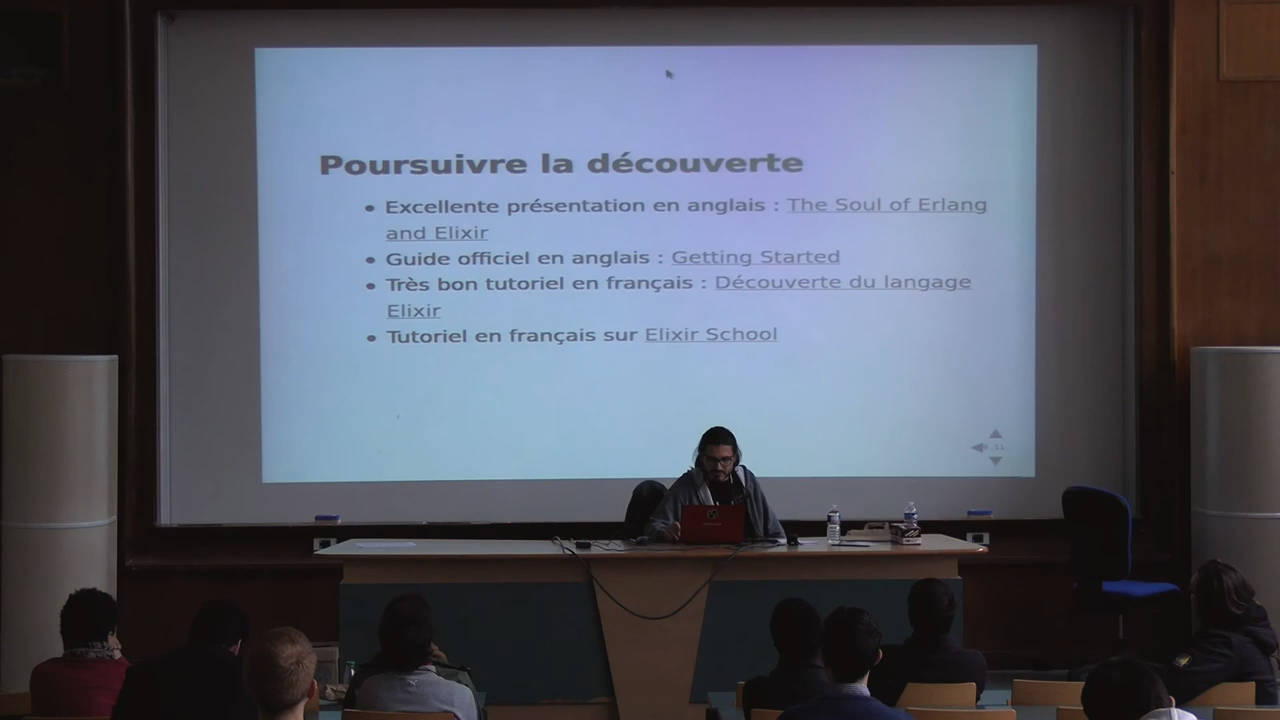 Poursuivre la découverte
• Excellente présentation en anglais : The Soul of Erlang
and Elixir
• Guide officiel en anglais : Getting Started
• Très bon tutoriel en français : Découverte du langage
Elixir
• Tutoriel en français sur Elixir School